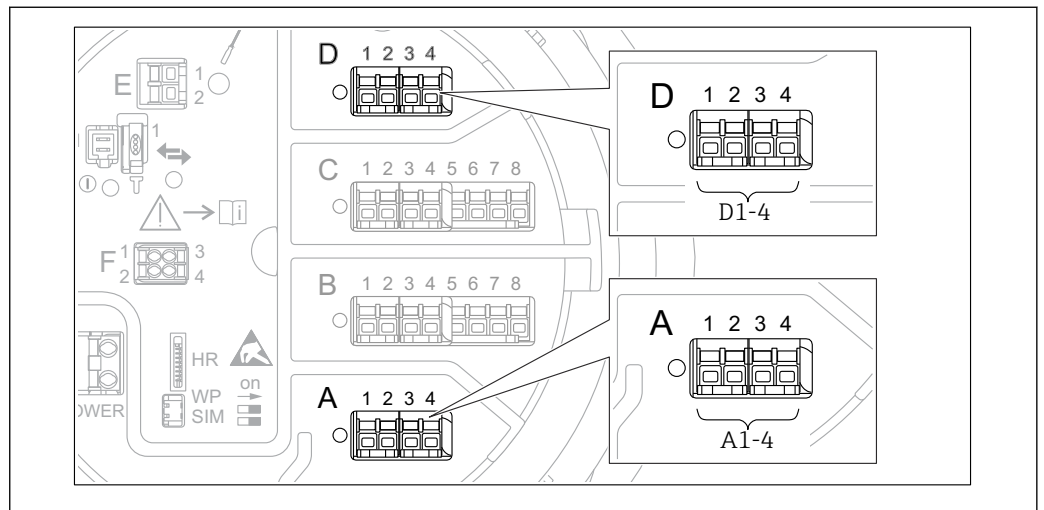 D 1 2 3 4
E 1
2
D 1 2 3 4
D1-4
1
C 1 2 3 4 5 6 7 8
i
F 1 3
2 4
B 1 2 3 4 5 6 7 8
A 1 2 3 4
A1-4
HR
WP on
SIM
OWER
A 1 2 3 4